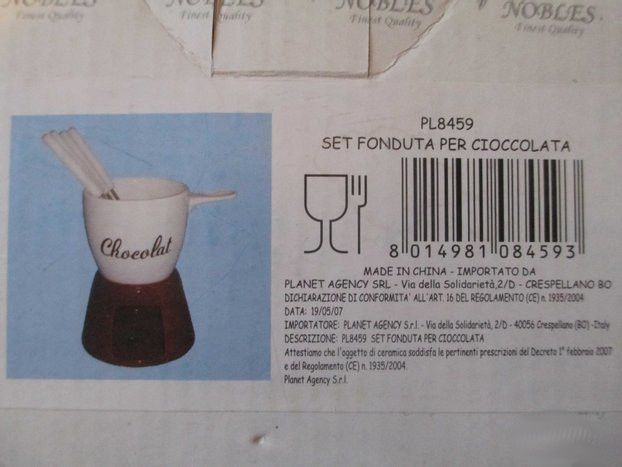 NOBLES NOBLES NOBLES
Finest Quality Quality Finest Quality Finest Quality
PL8459
SET FONDUTA PER CIOCCOLATA
Chocolat
8 014981 084593
MADE IN CHINA - IMPORTATO DA
PLANET AGENCY SRL - Via della Solidarietà,2/D - CRESPELLANO BO
DICHIARAZIONE DI CONFORMITA' ALL'ART. 16 DEL REGOLAMENTO (CE) n. 1935/2004
DATA: 19/05/07
IMPORTATORE: PLANET AGENCY S.r.l. - Via della Solidarietà, 2/D - 40056 Crespellano (BO) -Italy
DESCRIZIONE: PL8459 SET FONDUTA PER CIOCCOLATA
Attestiamo che l'oggetto di ceramica soddisfa le pertinenti prescrizioni del Decreto 1° febbraio 2007
e del Regolamento (CE) n. 1935/2004.
Planet Agency S.r.l.